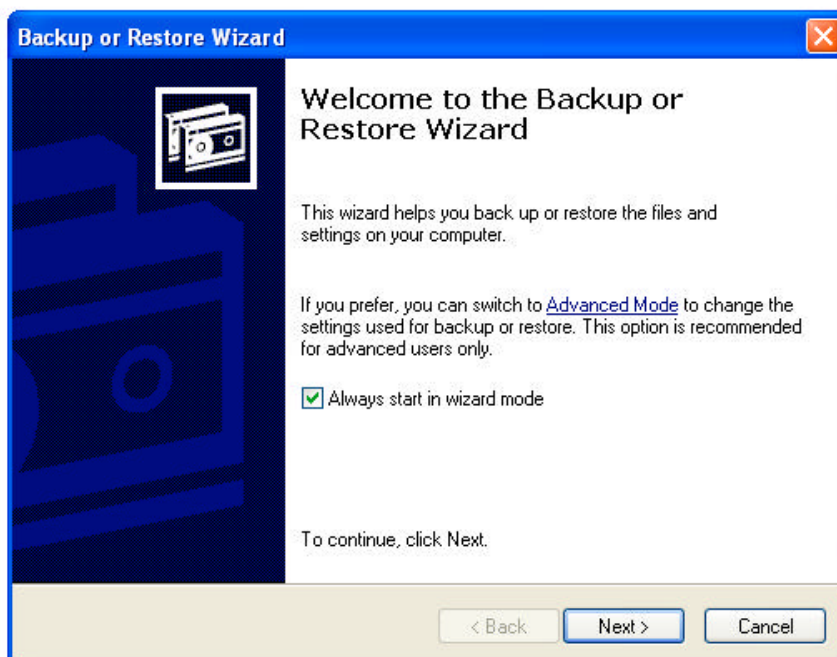 Backup or Restore Wizard
Welcome to the Backup or
Restore Wizard
This wizard helps you back up or restore the files and
settings on your computer.
If you prefer, you can switch to Advanced Mode to change the
settings used for backup or restore. This option is recommended
for advanced users only.
Always start in wizard mode
To continue, click Next.
< Back
Next >
Cancel